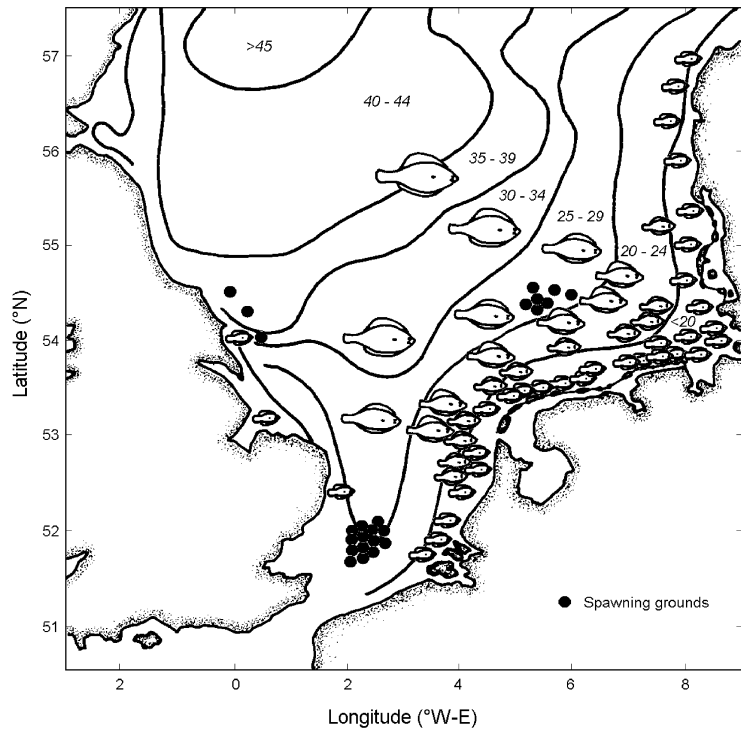 57
56
55
54
53
52
51
Latitude (°N)
>45
40 - 44
35 - 39
30 - 34
25 - 29
20 - 24
<20
Spawning grounds
2 0 2 4 6 8
Longitude (°W-E)